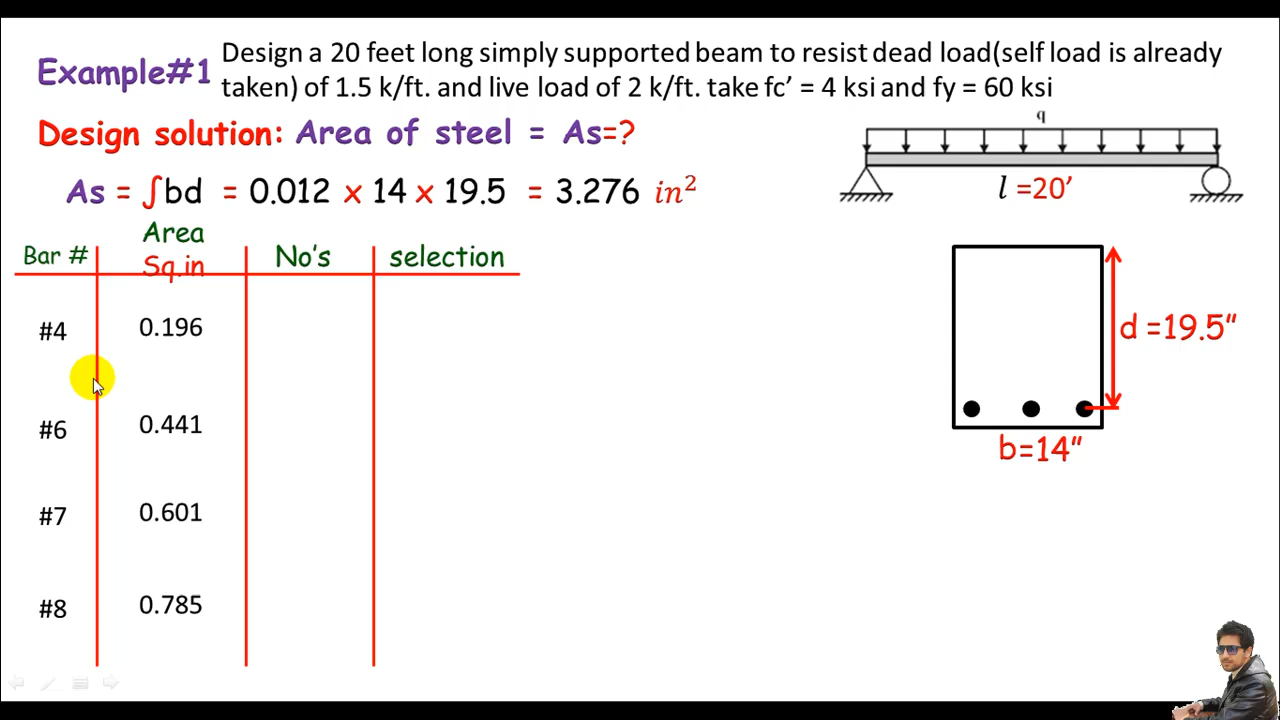 Example#1
Design a 20 feet long simply supported beam to resist dead load(self load is already
taken) of 1.5 k/ft. and live load of 2 k/ft. take fc’ = 4 ksi and fy = 60 ksi
Design solution: Area of steel = As=?
q
l =20’
As = ∫bd = 0.012 x 14 x 19.5 = 3.276 in²
Bar # Area Sq.in No’s selection
#4 0.196
#6 0.441
#7 0.601
#8 0.785
d =19.5”
b=14”